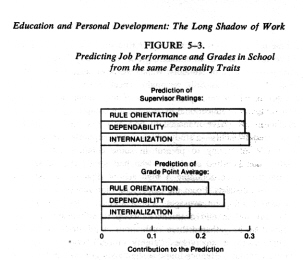 Education and Personal Development: The Long Shadow of Work
FIGURE 5–3.
Predicting Job Performance and Grades in School
from the same Personality Traits
Prediction of
Supervisor Ratings:
RULE ORIENTATION
DEPENDABILITY
INTERNALIZATION
Prediction of
Grade Point Average:
RULE ORIENTATION
DEPENDABILITY
INTERNALIZATION
0 0.1 0.2 0.3
Contribution to the Prediction